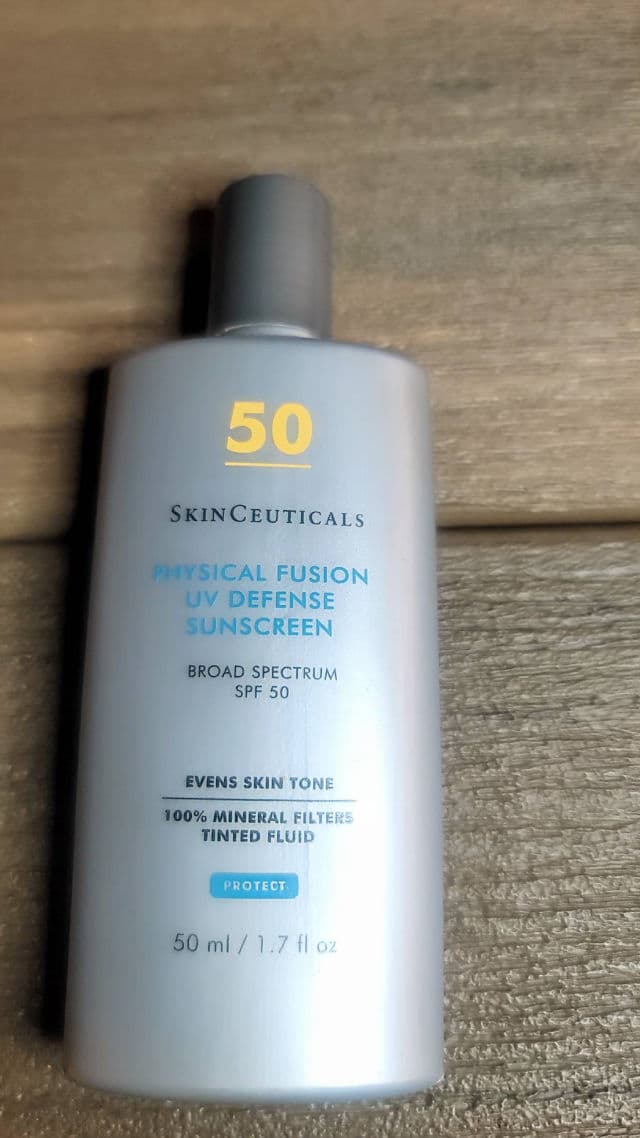 50
SKINCEUTICALS
PHYSICAL FUSION
UV DEFENSE
SUNSCREEN
BROAD SPECTRUM
SPF 50
EVENS SKIN TONE
100% MINERAL FILTERS
TINTED FLUID
PROTECT
50 ml / 1.7 fl oz